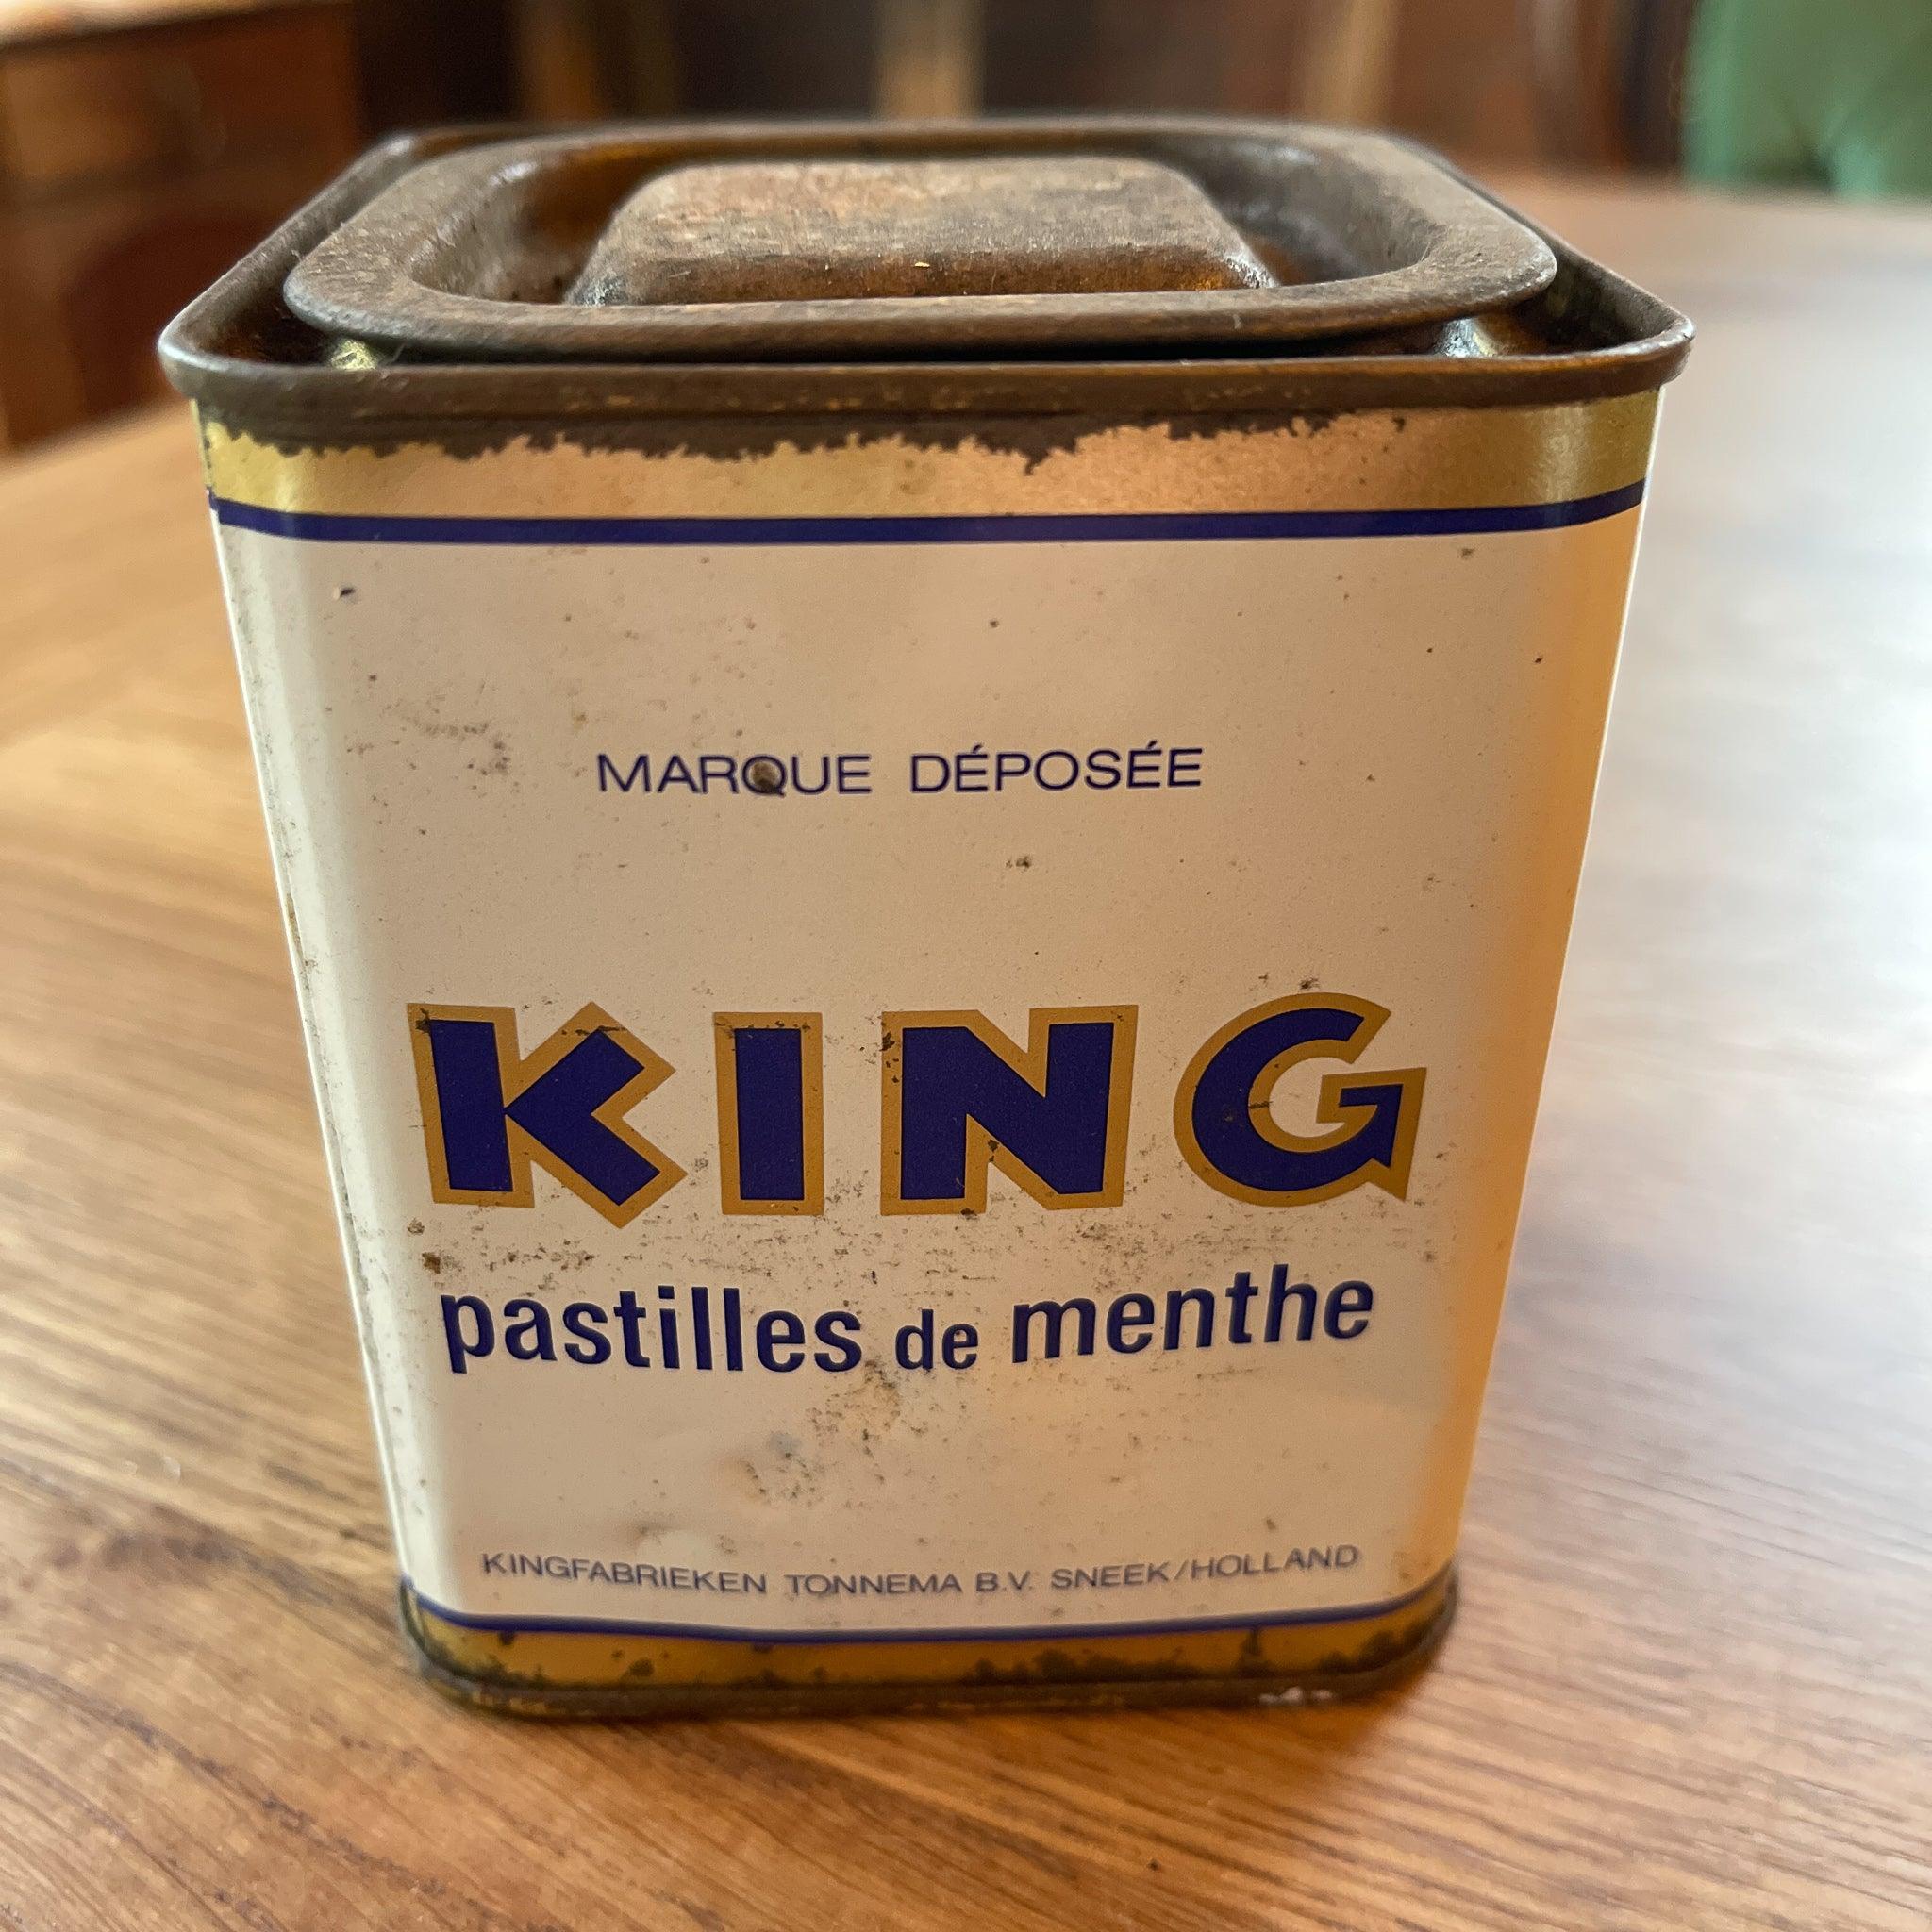 MARQUE DÉPOSÉE
KING
pastilles de menthe
KINGFABRIEKEN TONNEMA B.V. SNEEK/HOLLAND